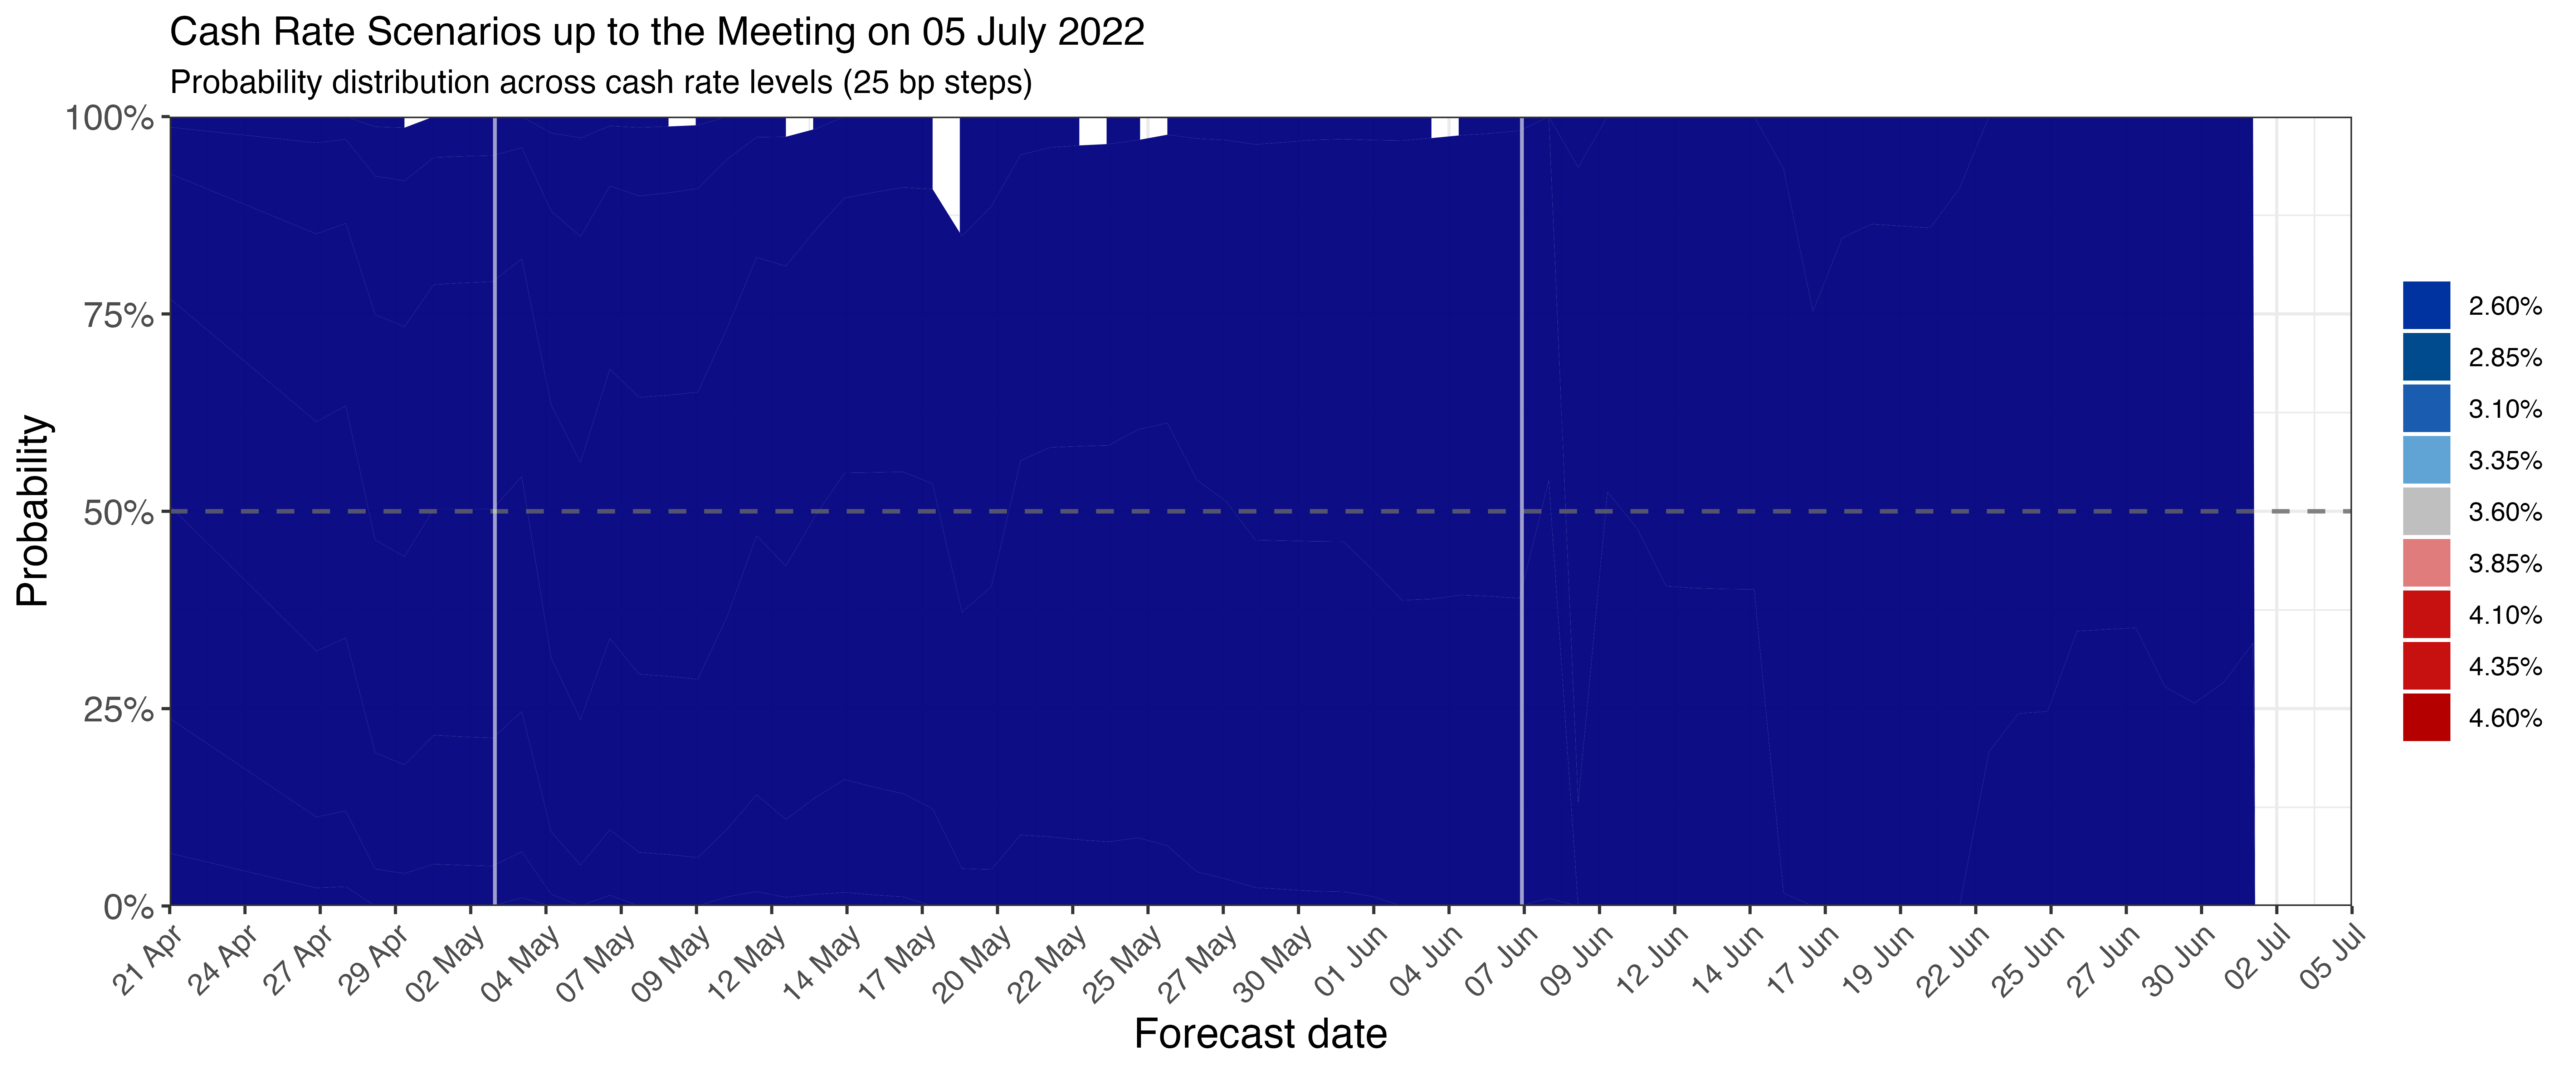 Cash Rate Scenarios up to the Meeting on 05 July 2022
Probability distribution across cash rate levels (25 bp steps)
Probability
100%
75%
50%
25%
0%
21 Apr
24 Apr
27 Apr
29 Apr
02 May
04 May
07 May
09 May
12 May
14 May
17 May
20 May
22 May
25 May
27 May
30 May
01 Jun
04 Jun
07 Jun
09 Jun
12 Jun
14 Jun
17 Jun
19 Jun
22 Jun
25 Jun
27 Jun
30 Jun
02 Jul
05 Jul
Forecast date
2.60%
2.85%
3.10%
3.35%
3.60%
3.85%
4.10%
4.35%
4.60%